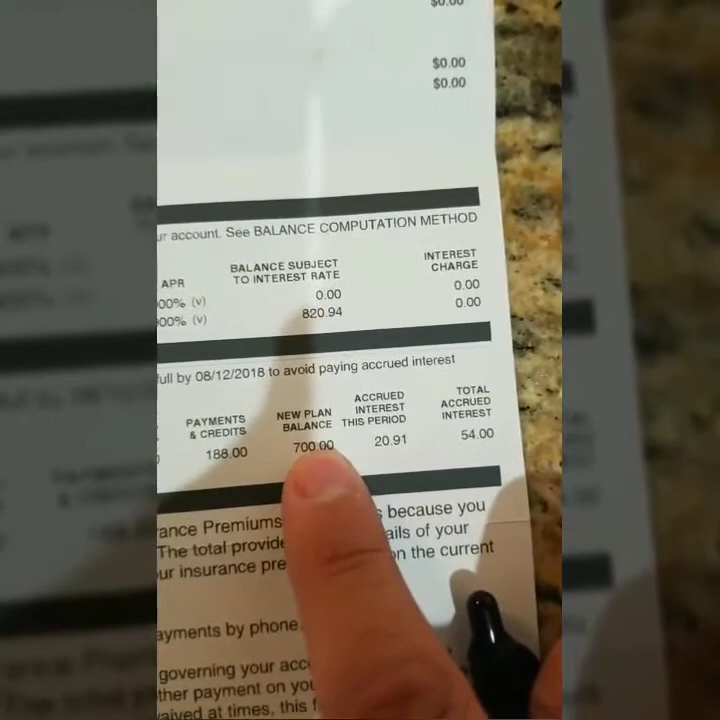 $0.00
$0.00
$0.00
ur account. See BALANCE COMPUTATION METHOD
APR BALANCE SUBJECT TO INTEREST RATE INTEREST CHARGE
00% (v) 0.00 0.00
00% (v) 820.94 0.00
full by 08/12/2018 to avoid paying accrued interest
PAYMENTS & CREDITS NEW PLAN BALANCE ACCRUED INTEREST THIS PERIOD TOTAL ACCRUED INTEREST
188.00 700.00 20.91 54.00
rance Premiums because you
The total provide ails of your
ur insurance pre on the current
ayments by phone.
governing your acc
ther payment on you
aived at times, this f